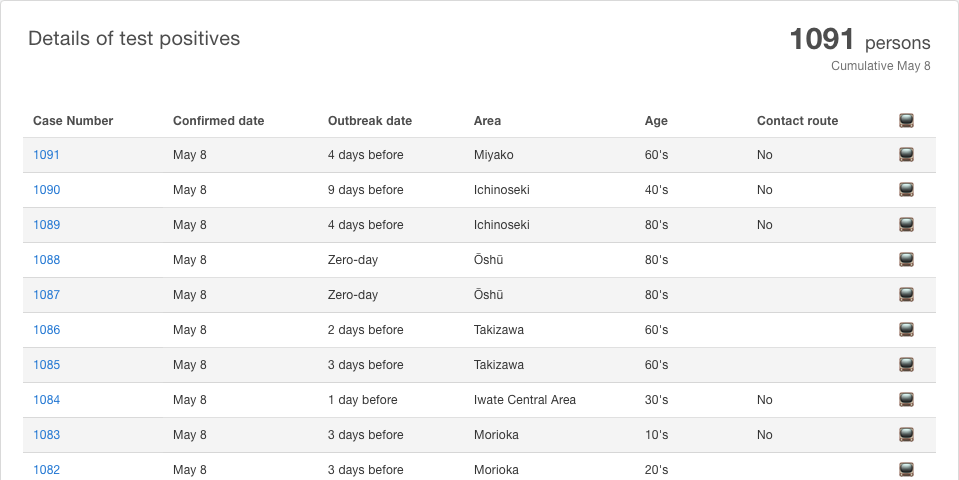 Details of test positives
1091 persons
Cumulative May 8
Case Number Confirmed date Outbreak date Area Age Contact route
1091 May 8 4 days before Miyako 60's No
1090 May 8 9 days before Ichinoseki 40's No
1089 May 8 4 days before Ichinoseki 80's No
1088 May 8 Zero-day Ōshū 80's
1087 May 8 Zero-day Ōshū 80's
1086 May 8 2 days before Takizawa 60's
1085 May 8 3 days before Takizawa 60's
1084 May 8 1 day before Iwate Central Area 30's No
1083 May 8 3 days before Morioka 10's No
1082 May 8 3 days before Morioka 20's